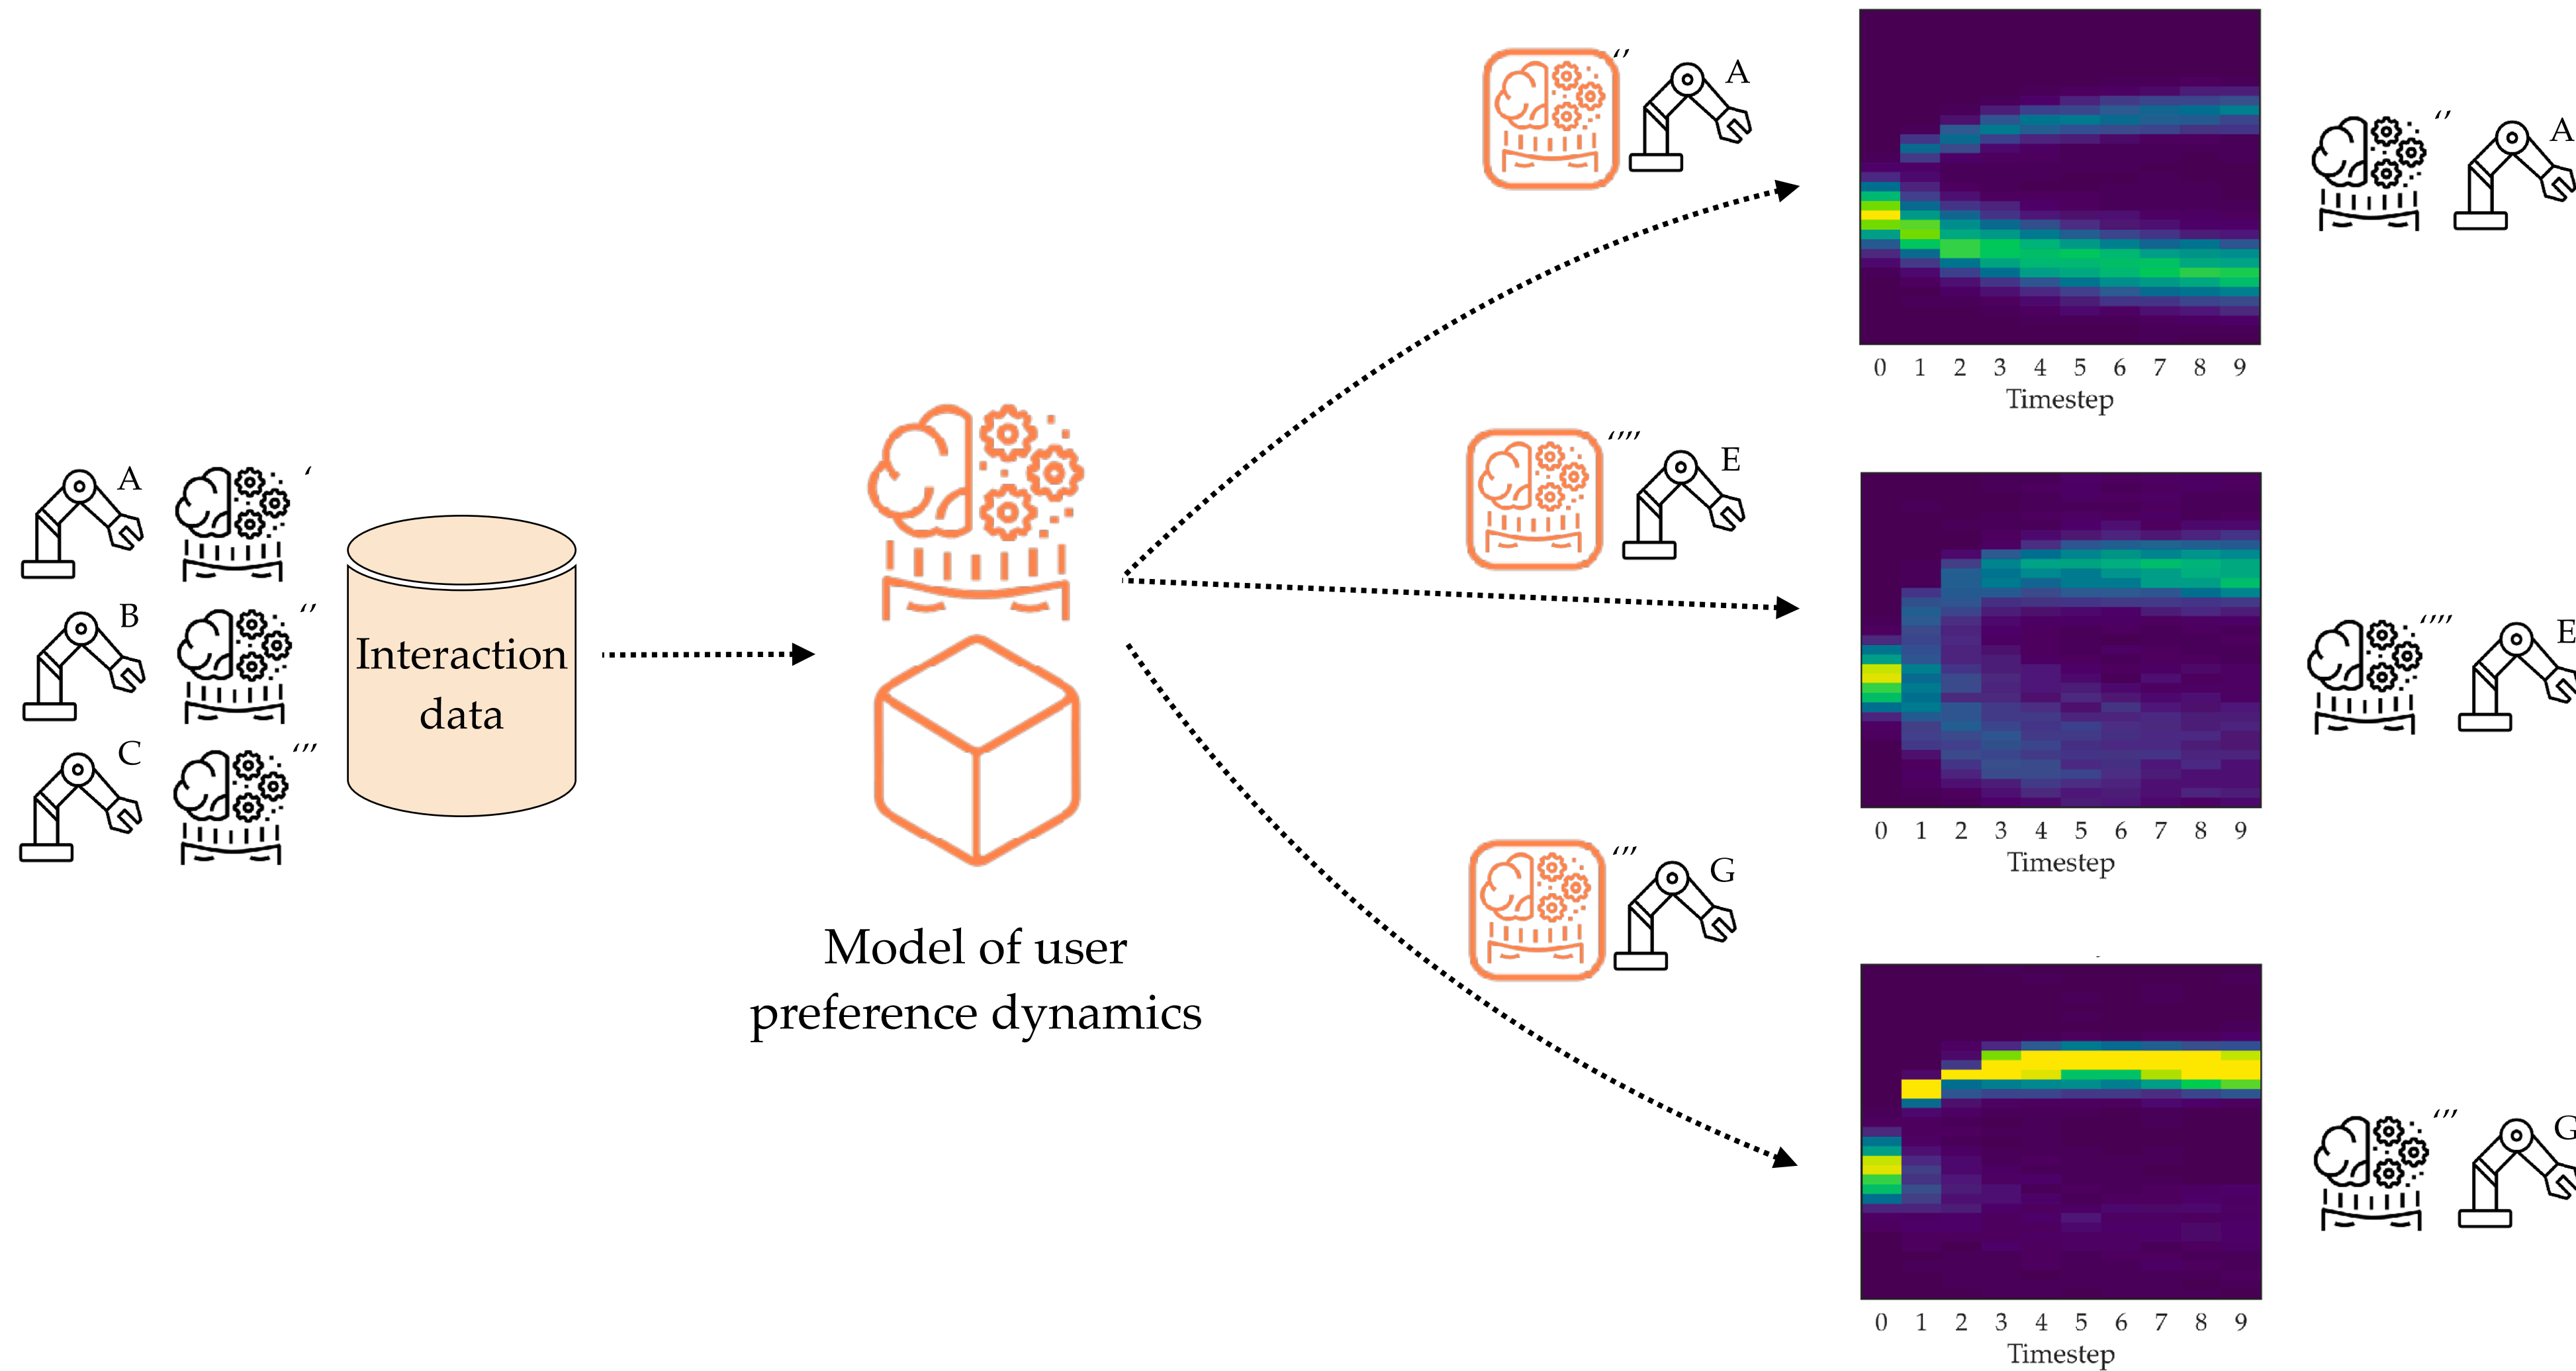 A ′
B ′′
C ′′′
Interaction
data
Model of user
preference dynamics
′′ A
0 1 2 3 4 5 6 7 8 9
Timestep
′′ A
′′′′ E
0 1 2 3 4 5 6 7 8 9
Timestep
′′′′ E
′′′ G
0 1 2 3 4 5 6 7 8 9
Timestep
′′′ G